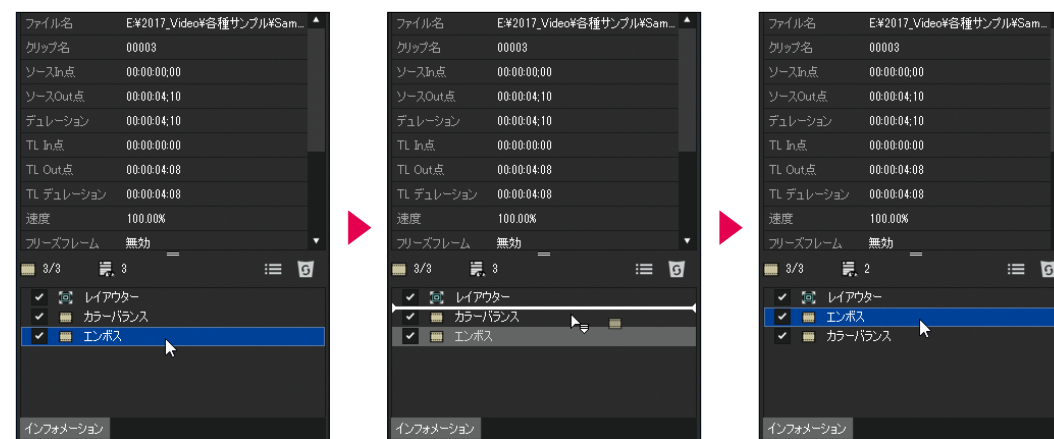 ファイル名 E:¥2017_Video¥各種サンプル¥Sam...
クリップ名 00003
ソースIn点 00:00:00;00
ソースOut点 00:00:04;10
デュレーション 00:00:04;10
TL In点 00:00:00:00
TL Out点 00:00:04:08
TL デュレーション 00:00:04:08
速度 100.00%
フリーズフレーム 無効
3/3 3
レイアウター
カラーバランス
エンボス
インフォメーション
ファイル名 E:¥2017_Video¥各種サンプル¥Sam...
クリップ名 00003
ソースIn点 00:00:00;00
ソースOut点 00:00:04;10
デュレーション 00:00:04;10
TL In点 00:00:00:00
TL Out点 00:00:04:08
TL デュレーション 00:00:04:08
速度 100.00%
フリーズフレーム 無効
3/3 3
レイアウター
カラーバランス
エンボス
インフォメーション
ファイル名 E:¥2017_Video¥各種サンプル¥Sam...
クリップ名 00003
ソースIn点 00:00:00;00
ソースOut点 00:00:04;10
デュレーション 00:00:04;10
TL In点 00:00:00:00
TL Out点 00:00:04:08
TL デュレーション 00:00:04:08
速度 100.00%
フリーズフレーム 無効
3/3 2
レイアウター
エンボス
カラーバランス
インフォメーション